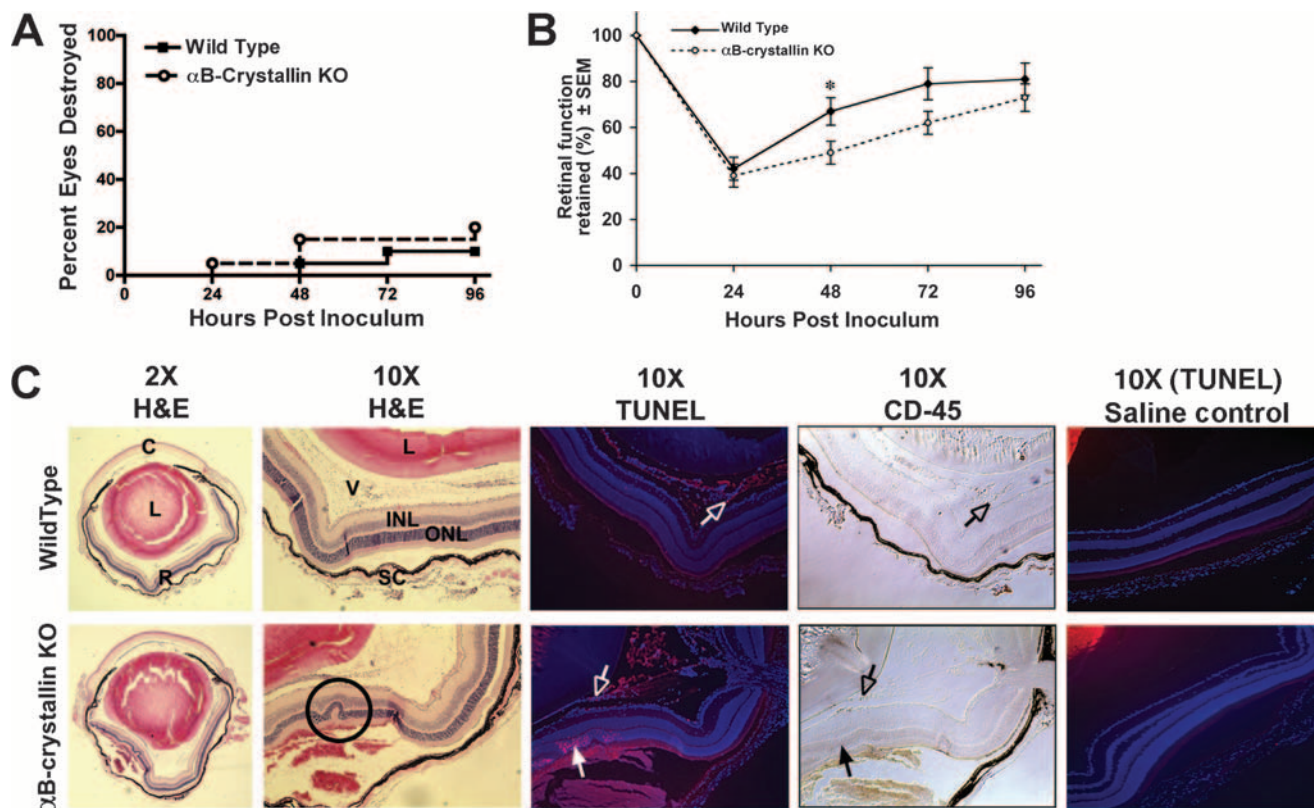 A
Percent Eyes Destroyed
100
80
60
40
20
0
Wild Type
αB-Crystallin KO
0 24 48 72 96
Hours Post Inoculum
B
Retinal function
retained (%) ± SEM
100
80
60
40
20
0
Wild Type
αB-crystallin KO
*
0 24 48 72 96
Hours Post Inoculum
C
2X
H&E
10X
H&E
10X
TUNEL
10X
CD-45
10X (TUNEL)
Saline control
WildType
C
L
R
L
V
INL
ONL
SC
αB-crystallin KO